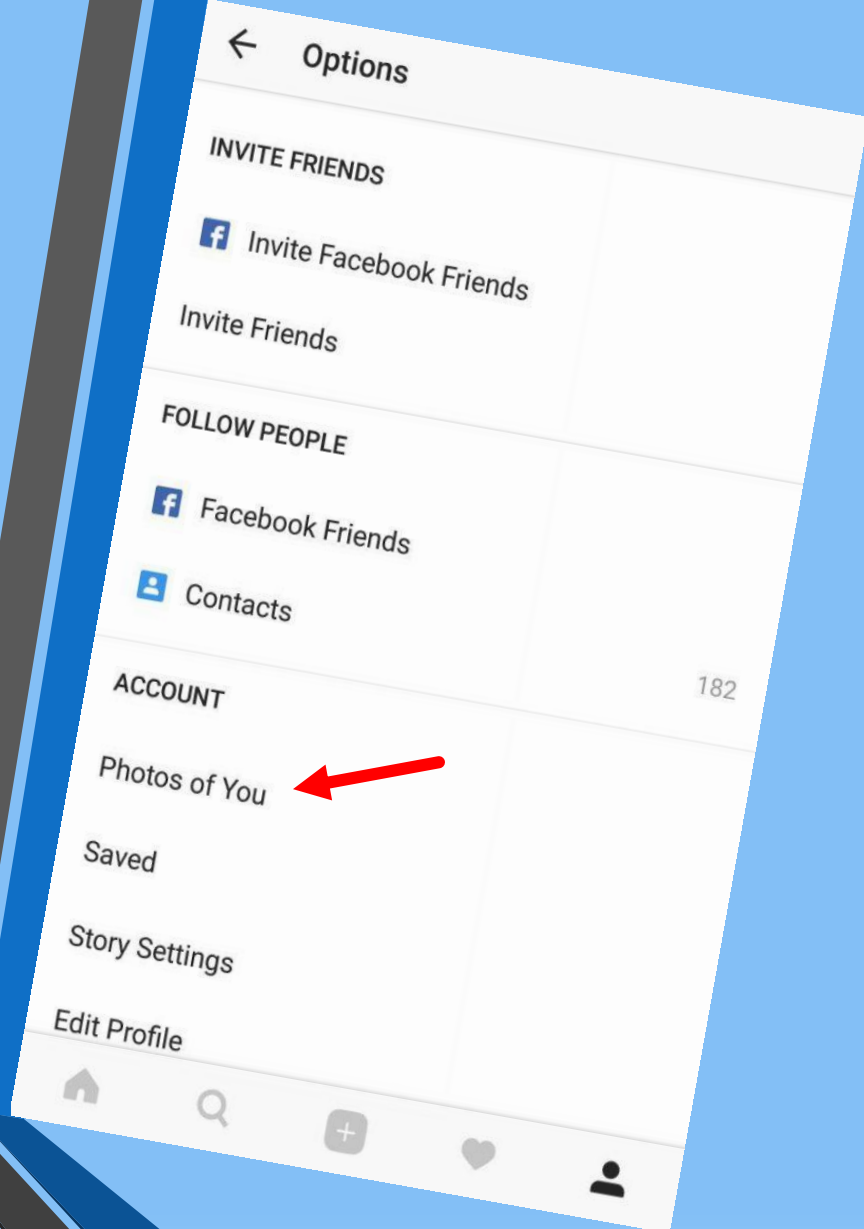 Options
INVITE FRIENDS
Invite Facebook Friends
Invite Friends
FOLLOW PEOPLE
Facebook Friends
Contacts
182
ACCOUNT
Photos of You
Saved
Story Settings
Edit Profile